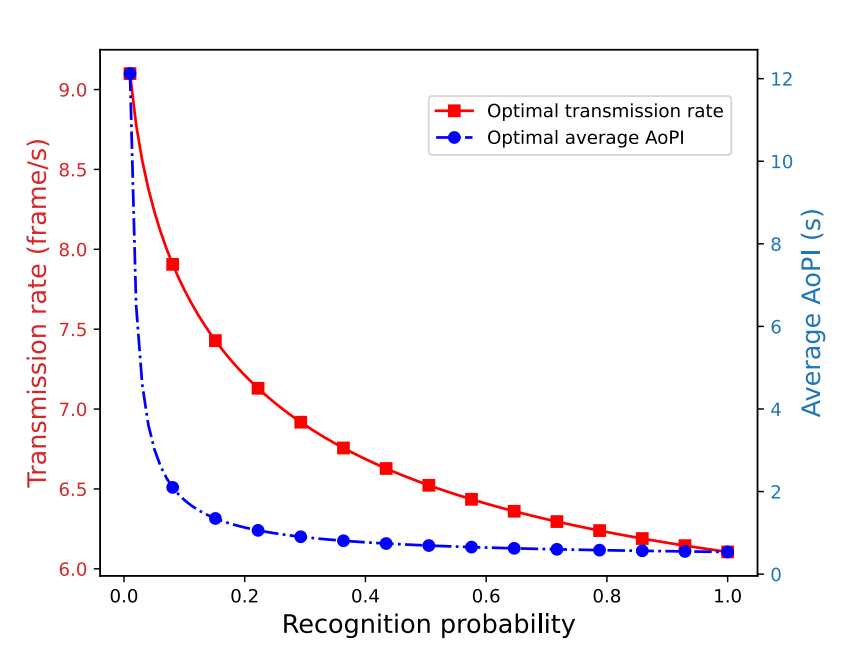 Optimal transmission rate
Optimal average AoPI
Transmission rate (frame/s)
9.0
8.5
8.0
7.5
7.0
6.5
6.0
Average AoPI (s)
12
10
8
6
4
2
0
0.0 0.2 0.4 0.6 0.8 1.0
Recognition probability